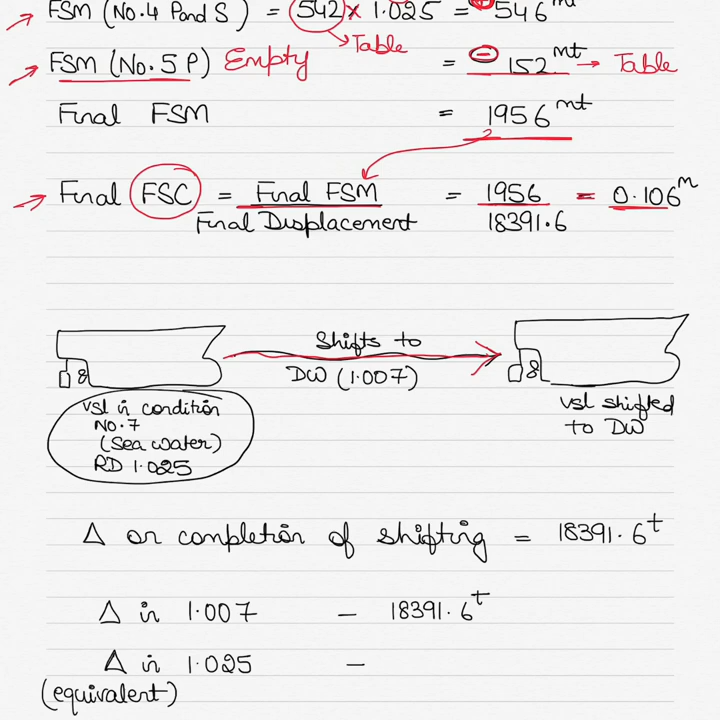 FSM (No.4 P and S) = 542 x 1.025 = + 546 mt
Table
FSM (No.5 P) Empty = - 152 mt → Table
Final FSM = 1956 mt
Final FSC = Final FSM = 1956 = 0.106 m
Final Displacement 18391.6
Shifts to
DW (1.007)
Vsl in condition
No.7
(Sea water)
RD 1.025
Vsl shifted
to DW
Δ on completion of shifting = 18391.6 t
Δ in 1.007 – 18391.6 t
Δ in 1.025 –
(equivalent)